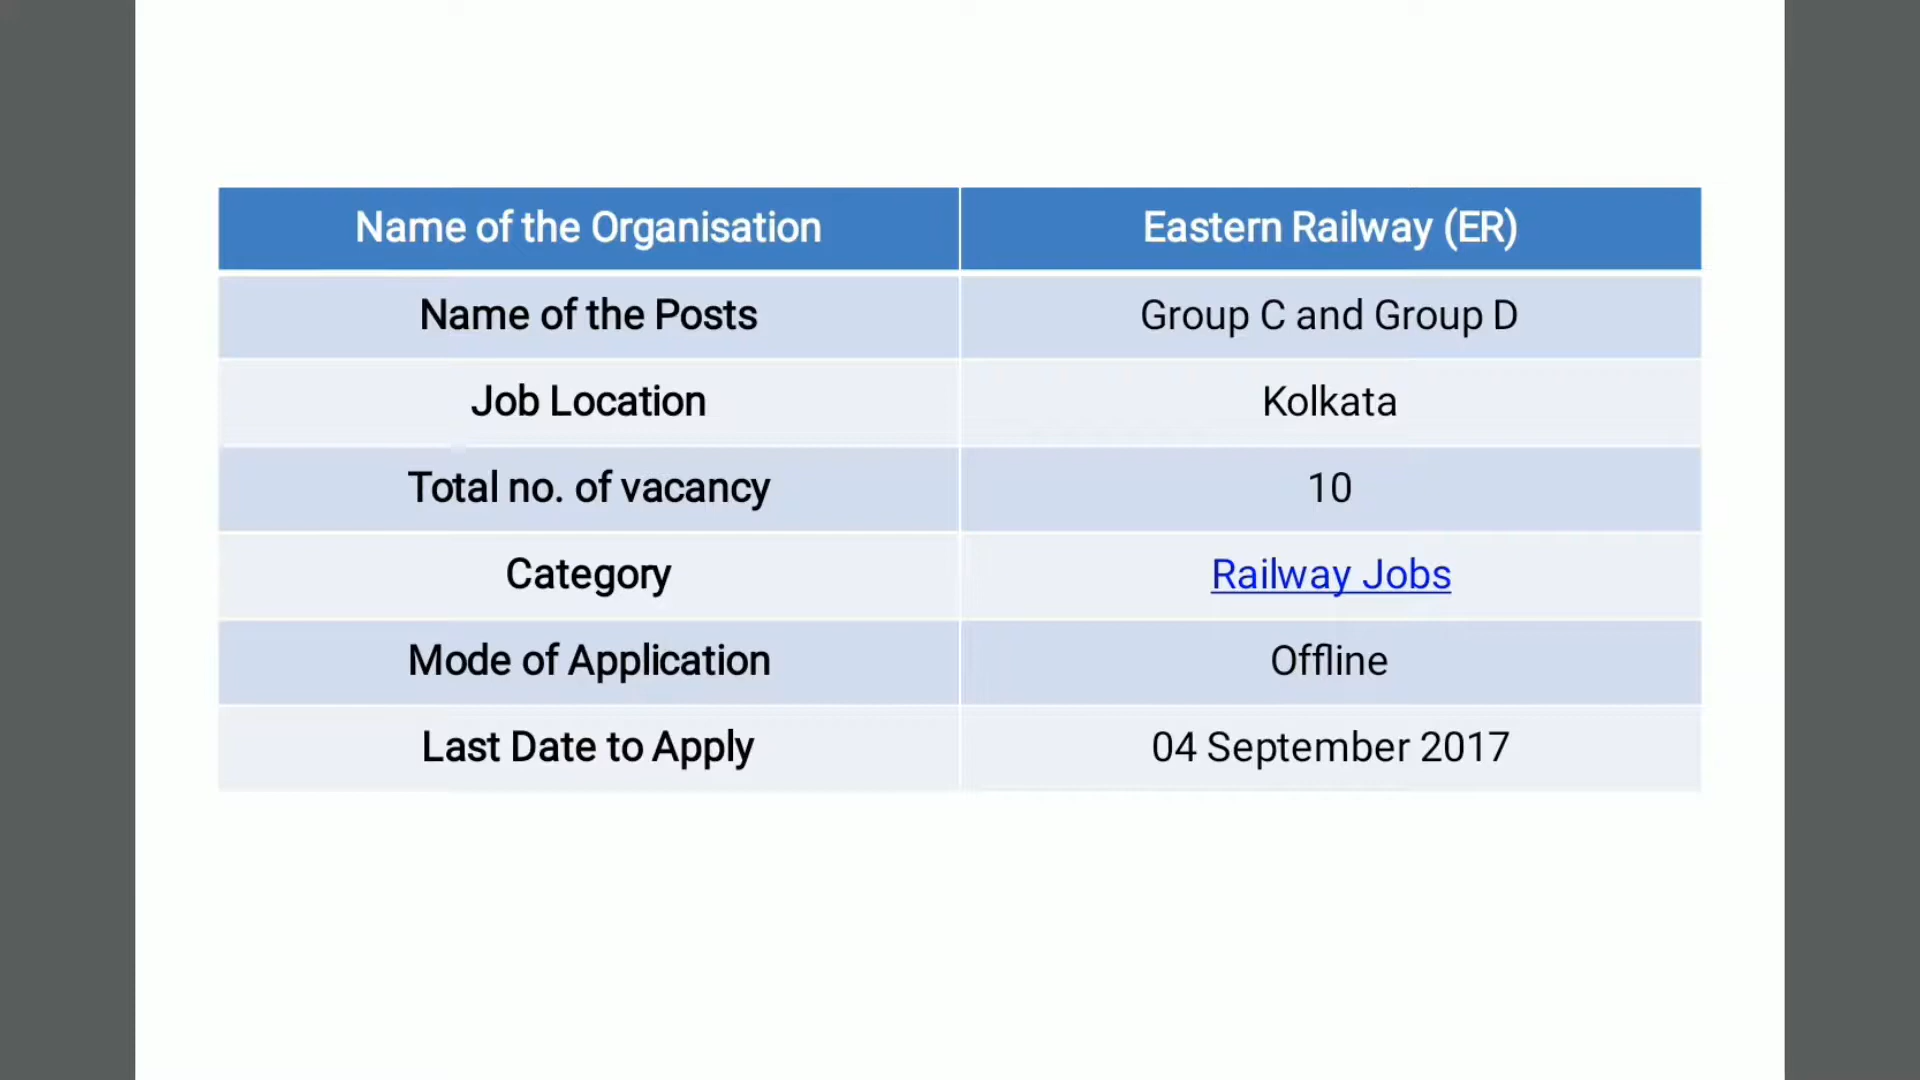 Name of the Organisation Eastern Railway (ER)
Name of the Posts Group C and Group D
Job Location Kolkata
Total no. of vacancy 10
Category Railway Jobs
Mode of Application Offline
Last Date to Apply 04 September 2017